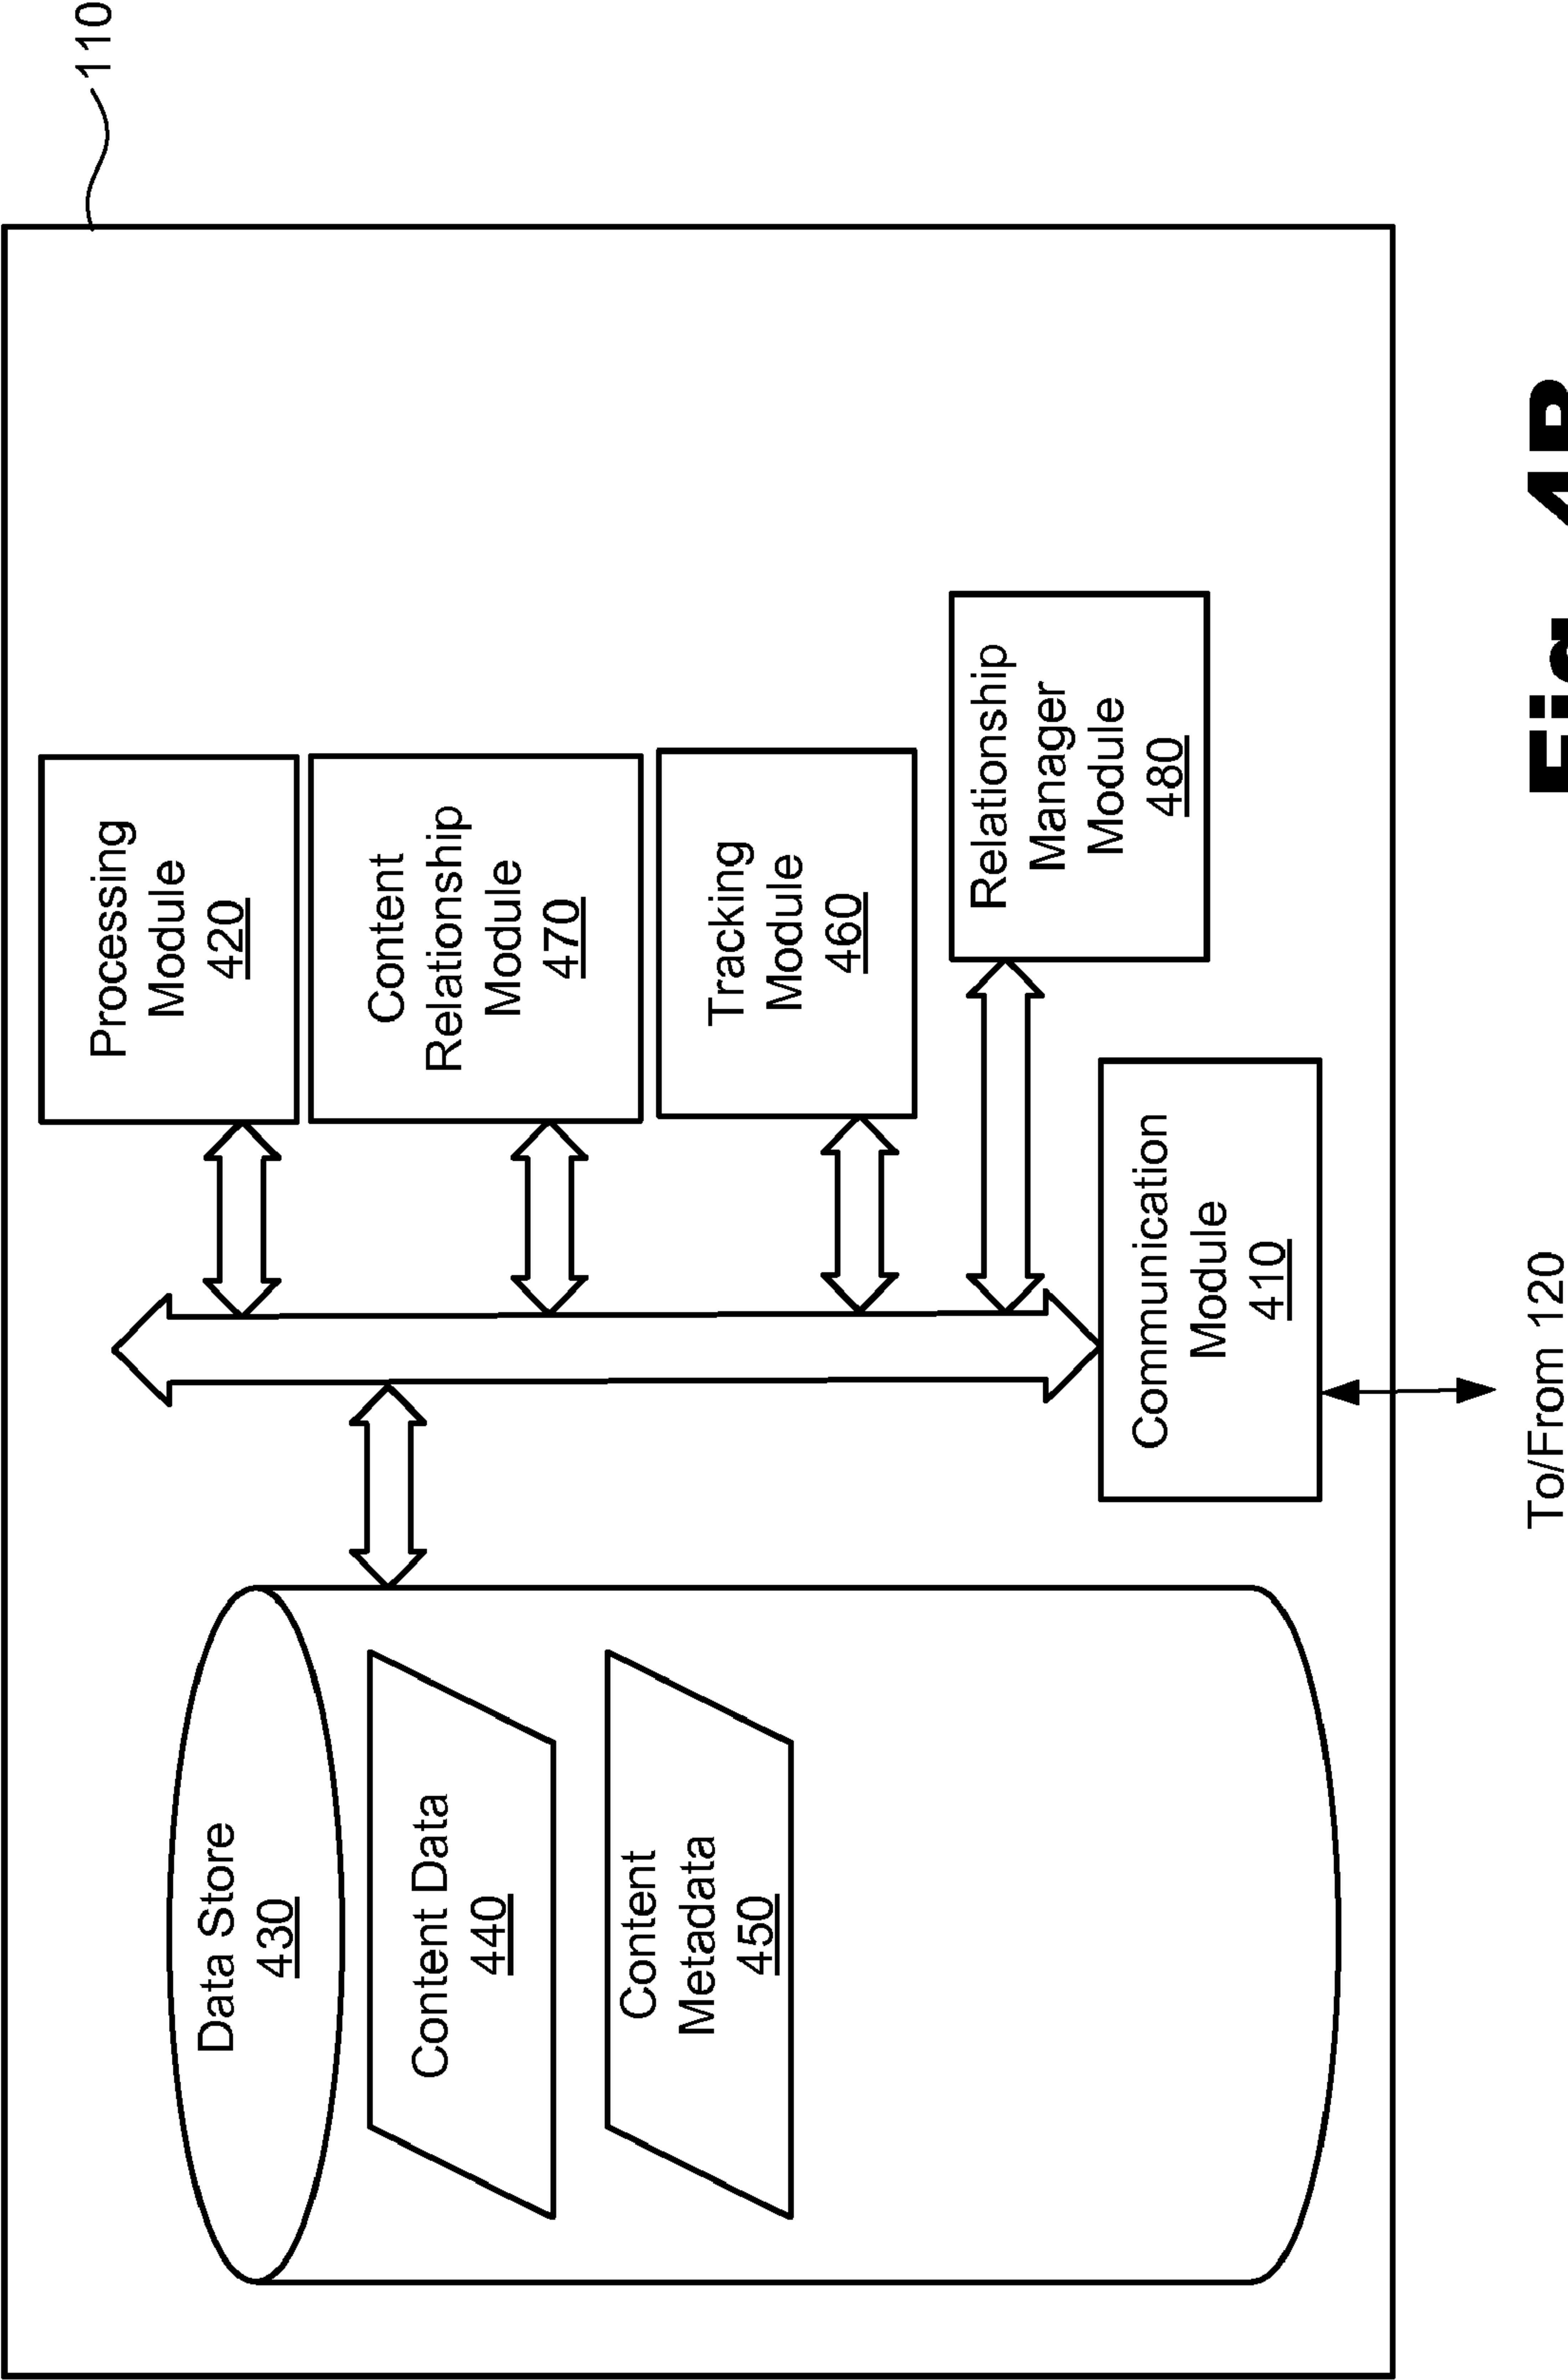 110
Data Store
430
Content Data
440
Content
Metadata
450
Processing
Module
420
Content
Relationship
Module
470
Tracking
Module
460
Relationship
Manager
Module
480
Communication
Module
410
To/From 120